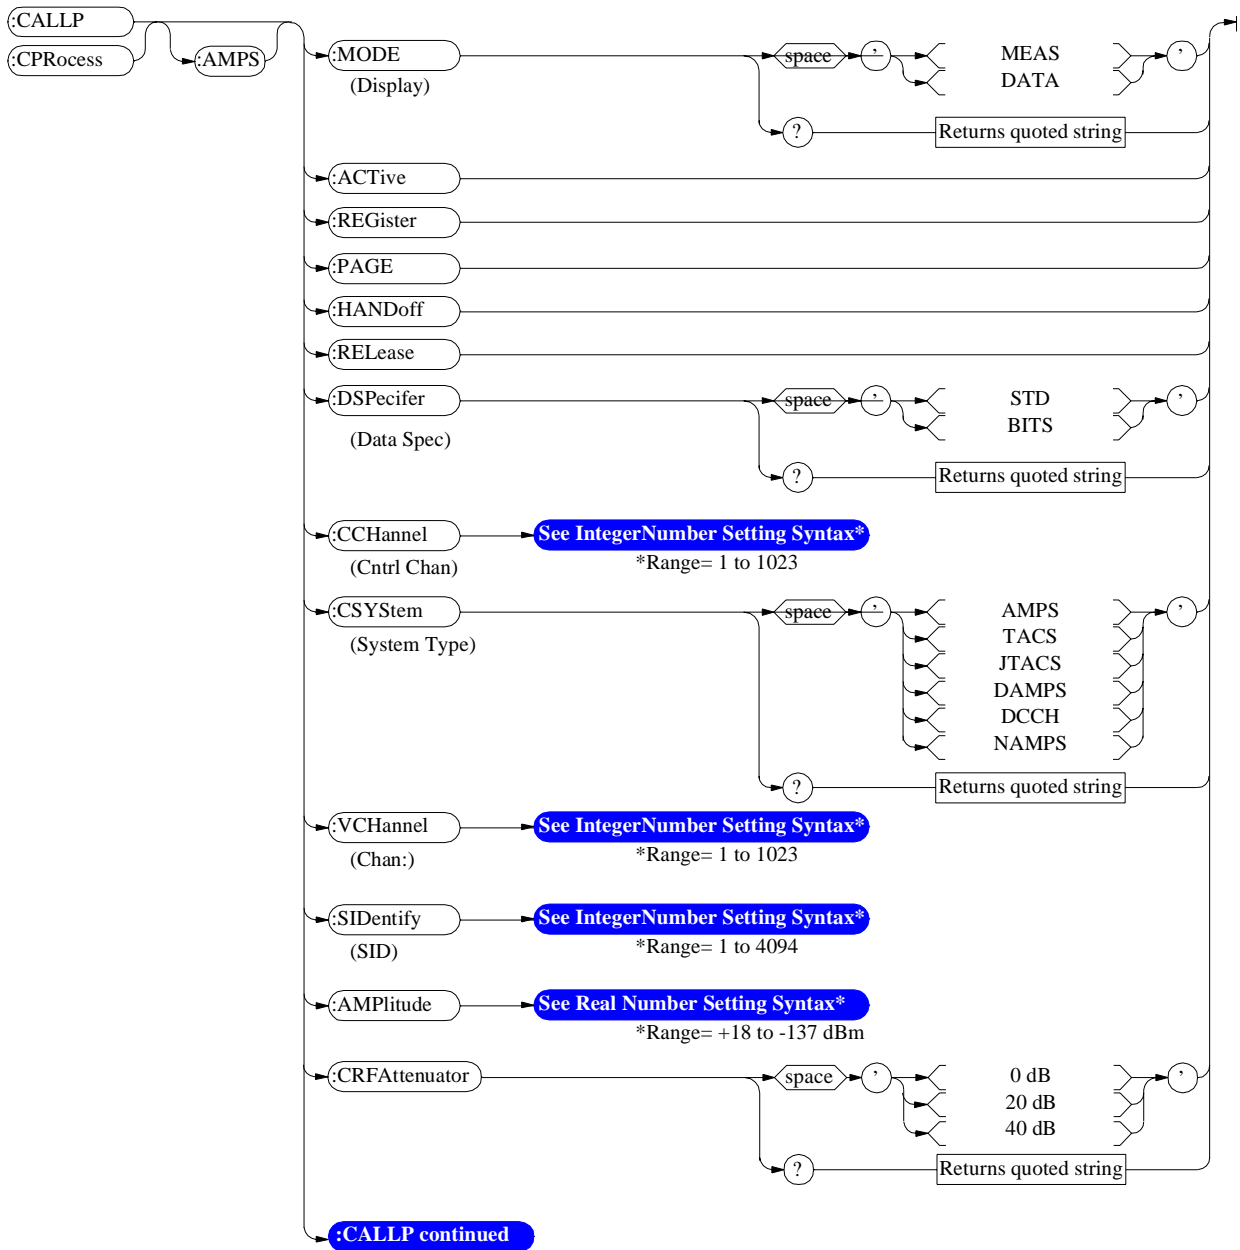 :CALLP
:CPRocess
:AMPS
:MODE
(Display)
space
,
MEAS
DATA
,
?
Returns quoted string
:ACTive
:REGister
:PAGE
:HANDoff
:RELease
:DSPecifer
(Data Spec)
space
,
STD
BITS
,
?
Returns quoted string
:CCHannel
(Cntrl Chan)
See IntegerNumber Setting Syntax*
*Range= 1 to 1023
:CSYStem
(System Type)
space
,
AMPS
TACS
JTACS
DAMPS
DCCH
NAMPS
,
?
Returns quoted string
:VCHannel
(Chan:)
See IntegerNumber Setting Syntax*
*Range= 1 to 1023
:SIDentify
(SID)
See IntegerNumber Setting Syntax*
*Range= 1 to 4094
:AMPlitude
See Real Number Setting Syntax*
*Range= +18 to -137 dBm
:CRFAttenuator
space
,
0 dB
20 dB
40 dB
,
?
Returns quoted string
:CALLP continued